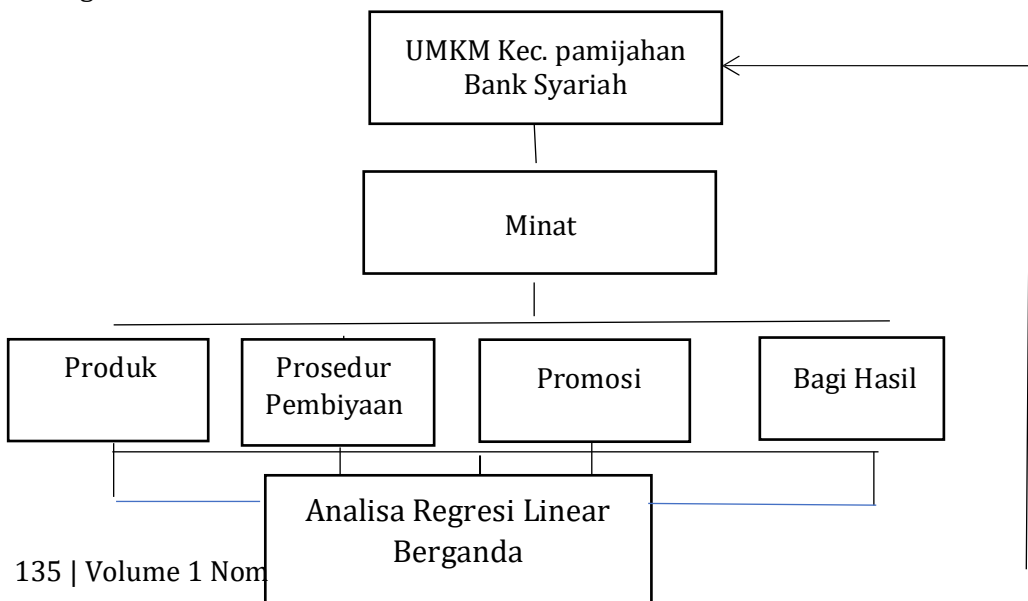 UMKM Kec. pamijahan
Bank Syariah
Minat
Produk
Prosedur
Pembiyaan
Promosi
Bagi Hasil
Analisa Regresi Linear
Berganda
135 | Volume 1 Nom